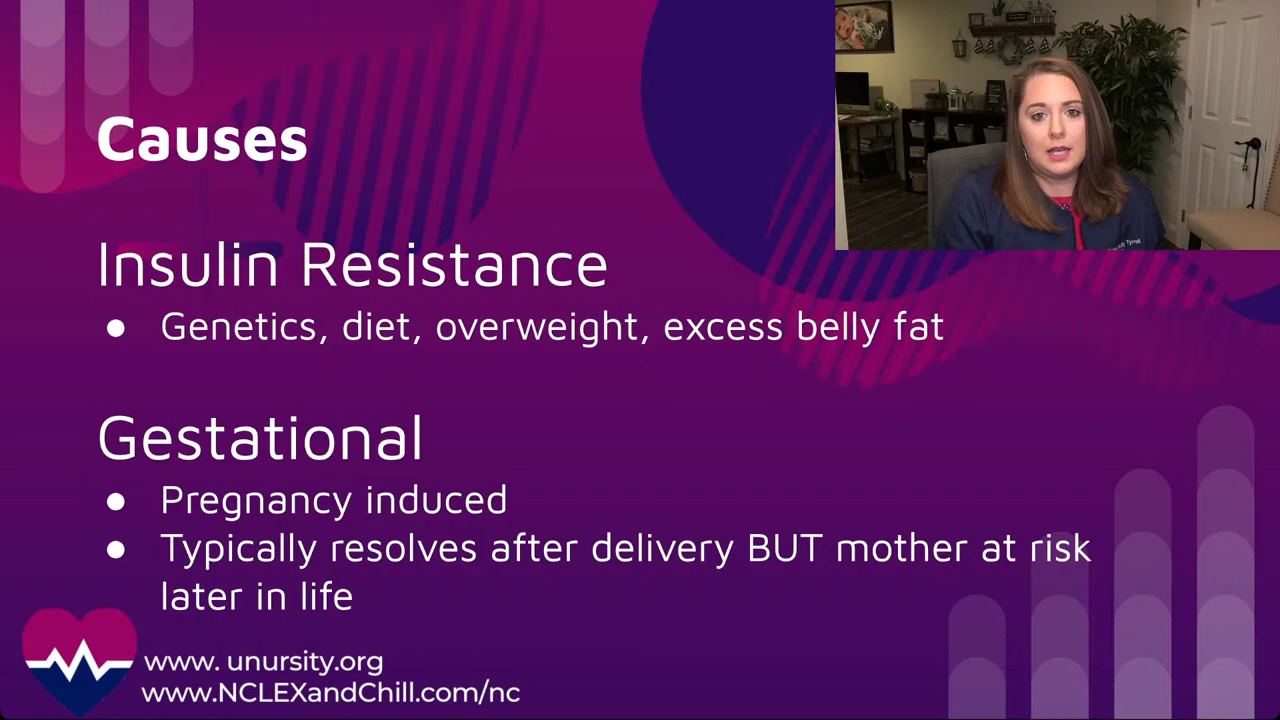 Causes
Insulin Resistance
● Genetics, diet, overweight, excess belly fat
Gestational
● Pregnancy induced
● Typically resolves after delivery BUT mother at risk
later in life
www. unursity.org
www.NCLEXandChill.com/nc